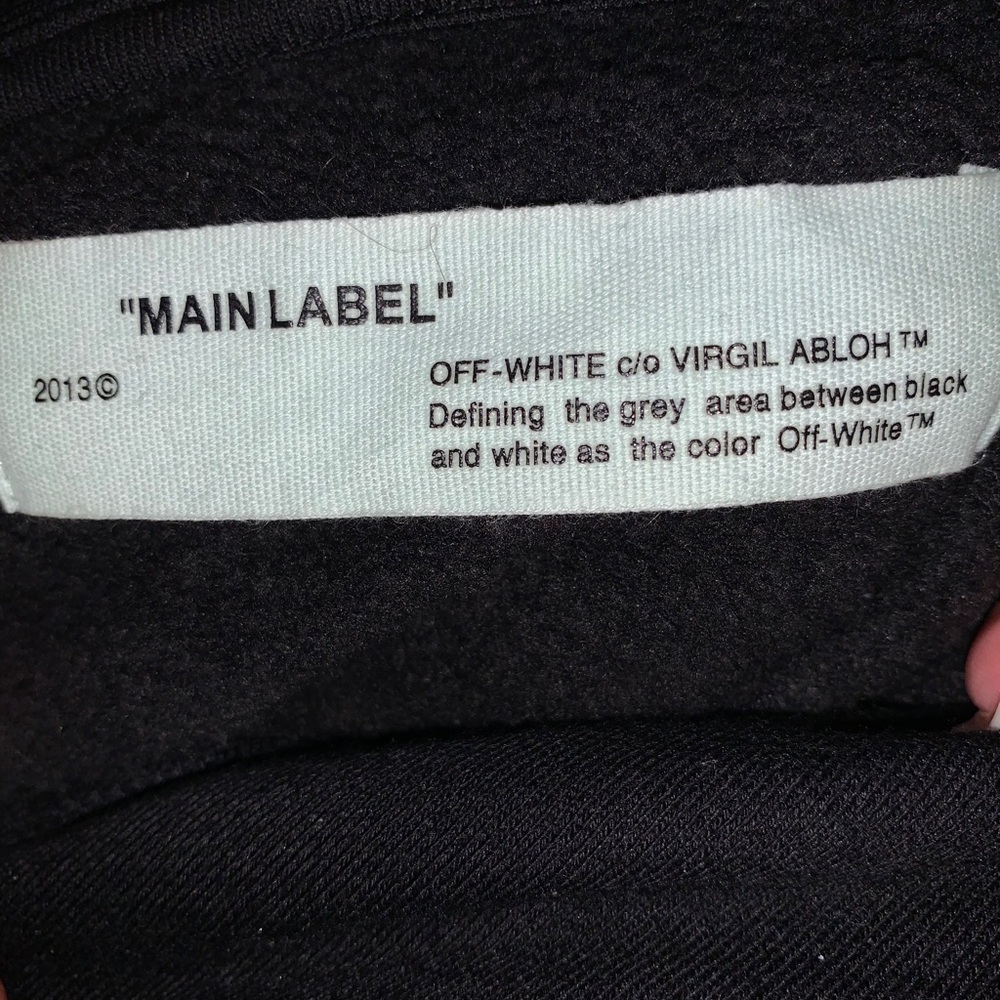 "MAIN LABEL"
2013©
OFF-WHITE c/o VIRGIL ABLOH™
Defining the grey area between black
and white as the color Off-White™